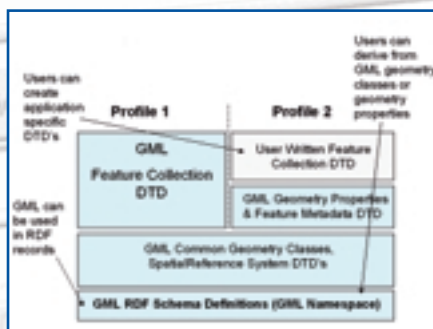 Users can
derive from
GML geometry
classes or
geometry
properties
Users can
create
application
specific
DTD's
Profile 1
Profile 2
GML
Feature Collection
DTD
User Written Feature
Collection DTD
GML Geometry Properties
& Feature Metadata DTD
GML can
be used
in RDF
records
GML Common Geometry Classes,
Spatial/Reference System DTD's
GML RDF Schema Definitions (GML Namespace)